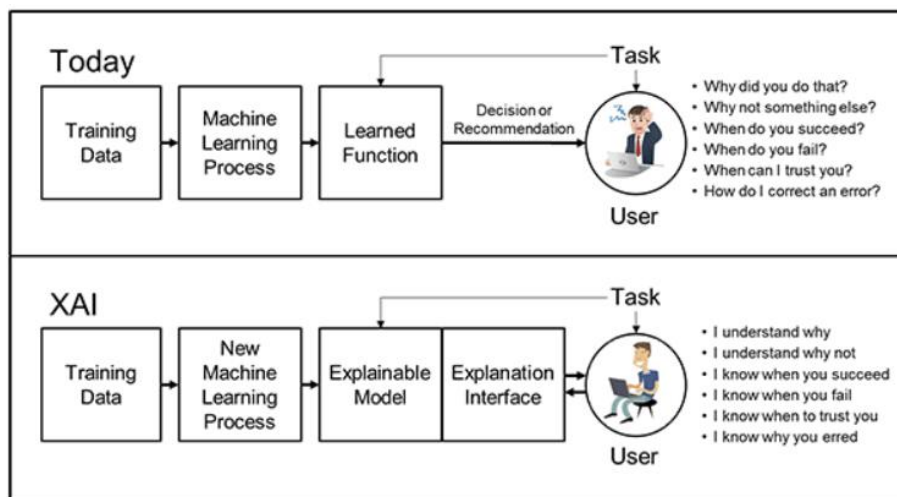 Today
Task
Training
Data
Machine
Learning
Process
Learned
Function
Decision or
Recommendation
User
• Why did you do that?
• Why not something else?
• When do you succeed?
• When do you fail?
• When can I trust you?
• How do I correct an error?
XAI
Task
Training
Data
New
Machine
Learning
Process
Explainable
Model
Explanation
Interface
User
• I understand why
• I understand why not
• I know when you succeed
• I know when you fail
• I know when to trust you
• I know why you erred